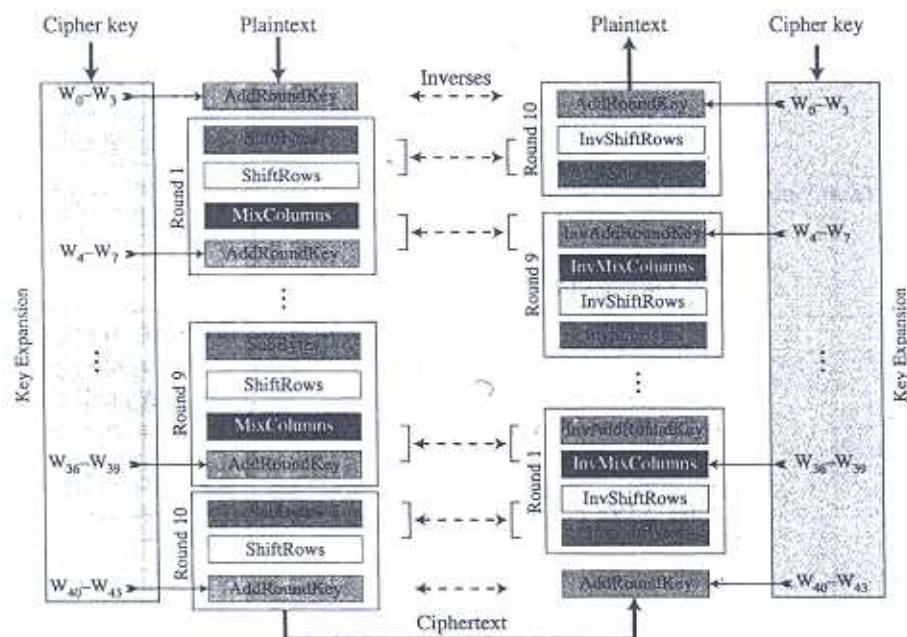 Cipher key
Plaintext
Plaintext
Cipher key
Inverses
W0–W3
AddRoundKey
AddRoundKey
W0–W3
Round 1
SubBytes
ShiftRows
MixColumns
AddRoundKey
W4–W7
Round 10
InvShiftRows
Round 9
InvAddRoundKey
W4–W7
InvMixColumns
InvShiftRows
InvSubBytes
Key Expansion
...
...
...
...
Key Expansion
Round 9
SubBytes
ShiftRows
MixColumns
AddRoundKey
W36–W39
Round 1
InvAddRoundKey
InvMixColumns
W36–W39
InvShiftRows
Round 10
SubBytes
ShiftRows
AddRoundKey
W40–W43
AddRoundKey
W40–W43
Ciphertext